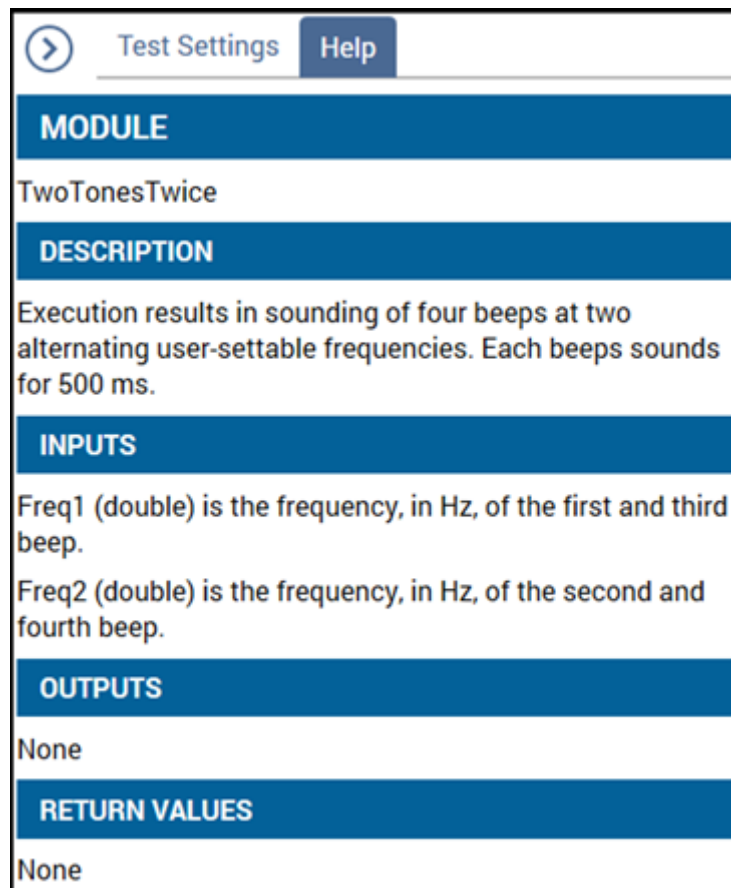 Test Settings Help
MODULE
TwoTonesTwice
DESCRIPTION
Execution results in sounding of four beeps at two
alternating user-settable frequencies. Each beeps sounds
for 500 ms.
INPUTS
Freq1 (double) is the frequency, in Hz, of the first and third
beep.
Freq2 (double) is the frequency, in Hz, of the second and
fourth beep.
OUTPUTS
None
RETURN VALUES
None